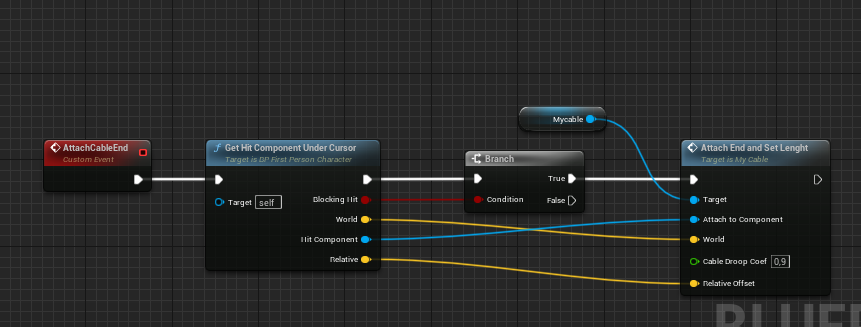 Mycable
AttachCableEnd
Custom Event
Get Hit Component Under Cursor
Target is BP First Person Character
Branch
Attach End and Set Lenght
Target is My Cable
True
Target self
Blocking Hit
Condition
False
Target
World
Attach to Component
Hit Component
World
Relative
Cable Droop Coef 0,9
Relative Offset